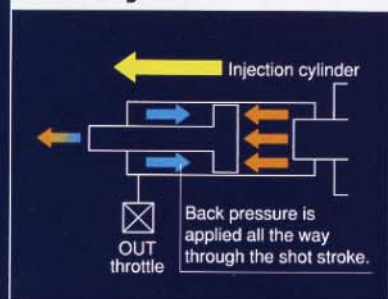 Injection cylinder
Back pressure is
applied all the way
through the shot stroke.
OUT
throttle